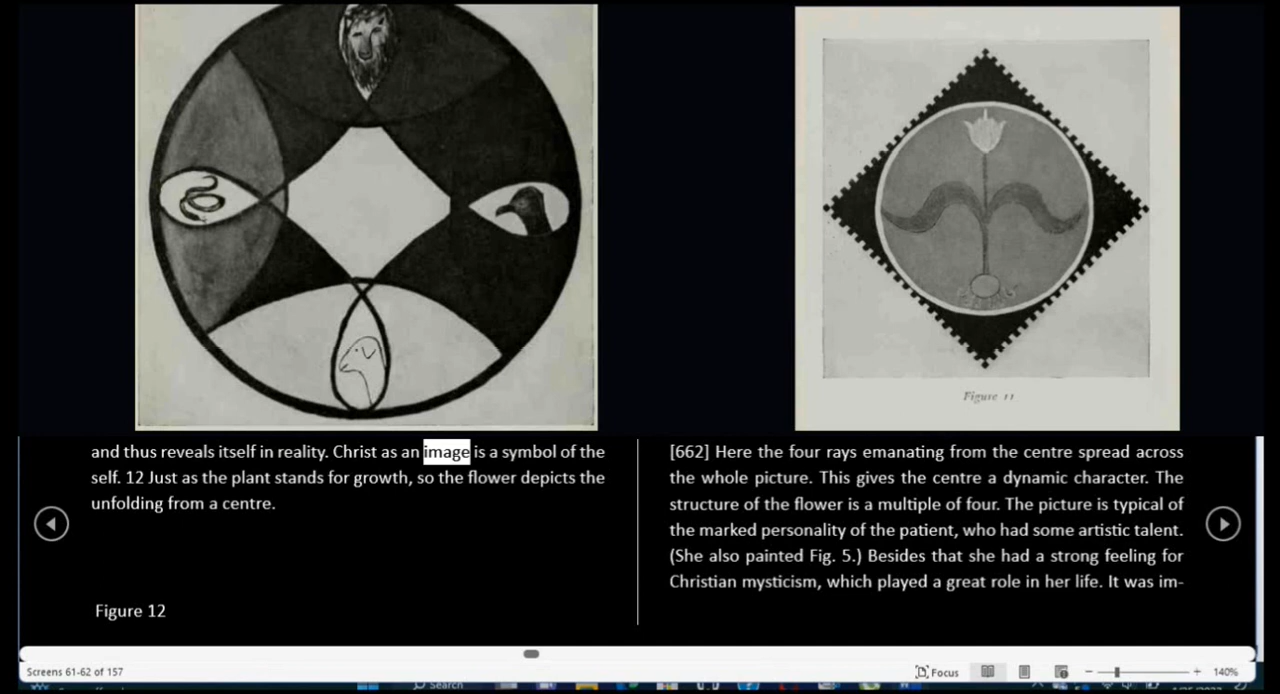 Figure 11
and thus reveals itself in reality. Christ as an image is a symbol of the
self. 12 Just as the plant stands for growth, so the flower depicts the
unfolding from a centre.
Figure 12
[662] Here the four rays emanating from the centre spread across
the whole picture. This gives the centre a dynamic character. The
structure of the flower is a multiple of four. The picture is typical of
the marked personality of the patient, who had some artistic talent.
(She also painted Fig. 5.) Besides that she had a strong feeling for
Christian mysticism, which played a great role in her life. It was im-
Screens 61-62 of 157
Focus
140%
Search